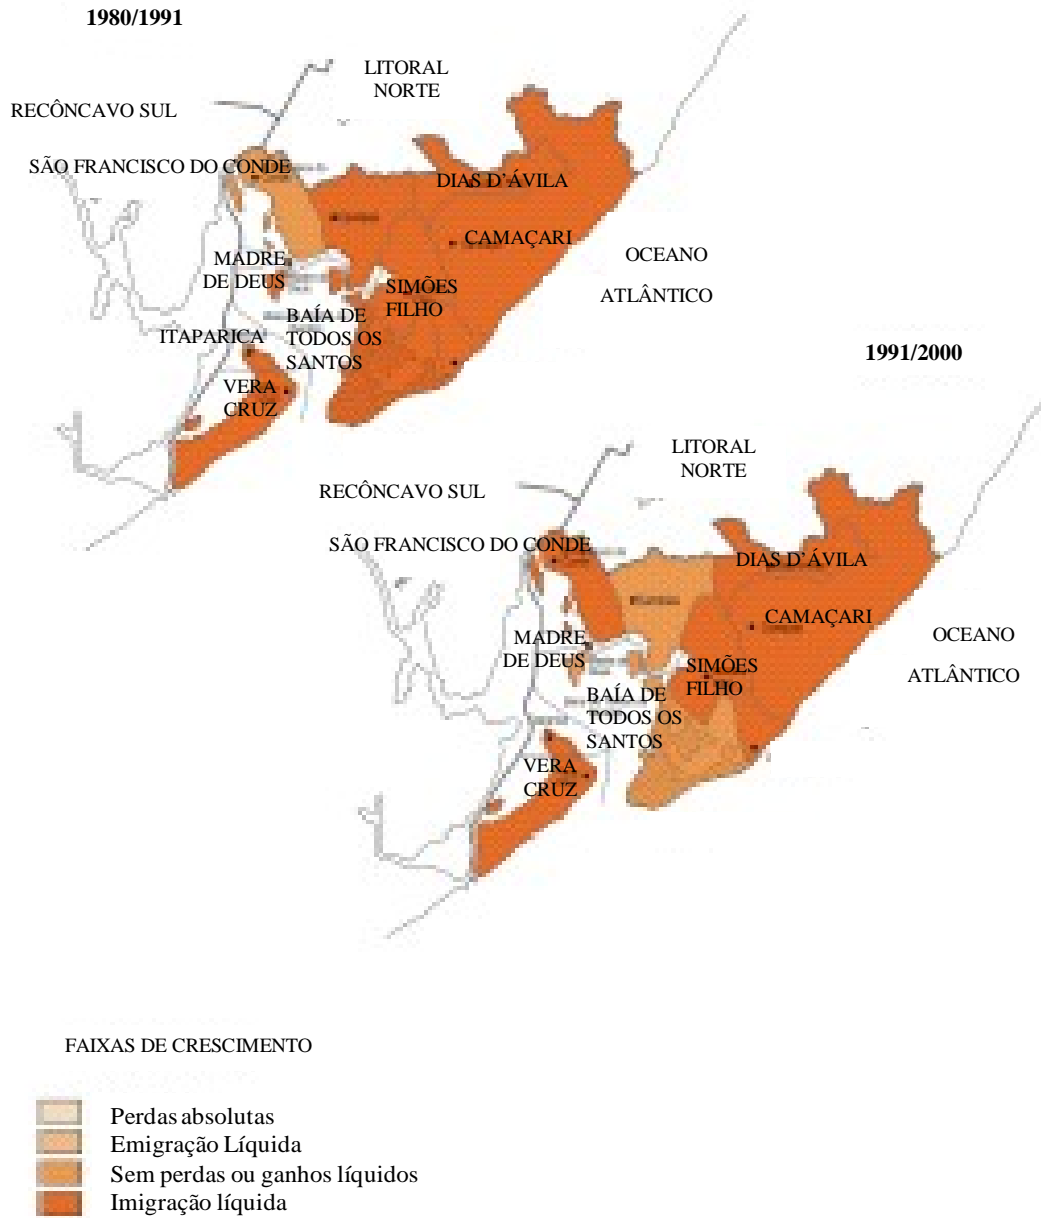 1980/1991
LITORAL
NORTE
RECÔNCAVO SUL
SÃO FRANCISCO DO CONDE
DIAS D'ÁVILA
CAMAÇARI
MADRE
DE DEUS
SIMÕES
FILHO
OCEANO
ATLÂNTICO
BAÍA DE
TODOS OS
SANTOS
ITAPARICA
VERA
CRUZ
1991/2000
LITORAL
NORTE
RECÔNCAVO SUL
SÃO FRANCISCO DO CONDE
DIAS D'ÁVILA
CAMAÇARI
MADRE
DE DEUS
SIMÕES
FILHO
OCEANO
ATLÂNTICO
BAÍA DE
TODOS OS
SANTOS
VERA
CRUZ
FAIXAS DE CRESCIMENTO
Perdas absolutas
Emigração Líquida
Sem perdas ou ganhos líquidos
Imigração líquida